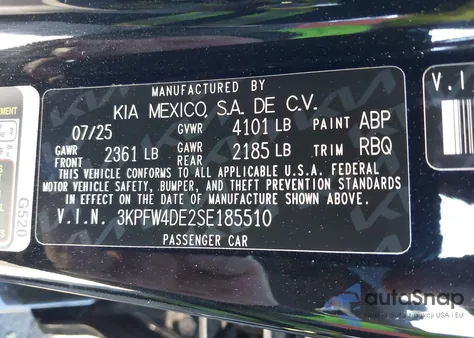 MANUFACTURED BY
KIA MEXICO, S.A. DE C.V.
07/25 GVWR 4101 LB PAINT ABP
GAWR FRONT 2361 LB GAWR REAR 2185 LB TRIM RBQ
THIS VEHICLE CONFORMS TO ALL APPLICABLE U.S.A. FEDERAL
MOTOR VEHICLE SAFETY, BUMPER, AND THEFT PREVENTION
STANDARDS IN EFFECT ON THE DATE OF MANUFACTURE SHOWN ABOVE.
V.I.N. 3KPFW4DE2SE185510
PASSENGER CAR
G520
V.I
autoSnap